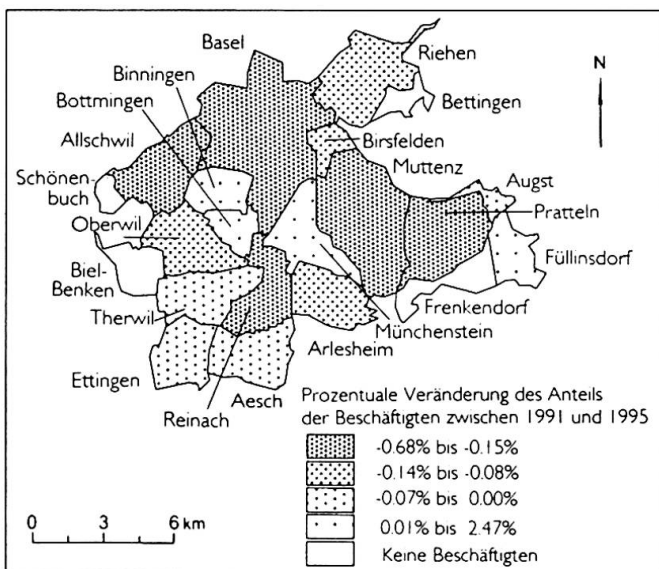 Basel
Riehen
N
Binningen
Bettingen
Bottmingen
Birsfelden
Allschwil
Muttenz
Augst
Schönen-
buch
Pratteln
Oberwil
Füllinsdorf
Biel-
Benken
Frenkendorf
Therwil
Münchenstein
Arlesheim
Ettingen
Aesch
Reinach
Prozentuale Veränderung des Anteils
der Beschäftigten zwischen 1991 und 1995
-0.68% bis -0.15%
-0.14% bis -0.08%
-0.07% bis 0.00%
0.01% bis 2.47%
Keine Beschäftigten
0 3 6 km